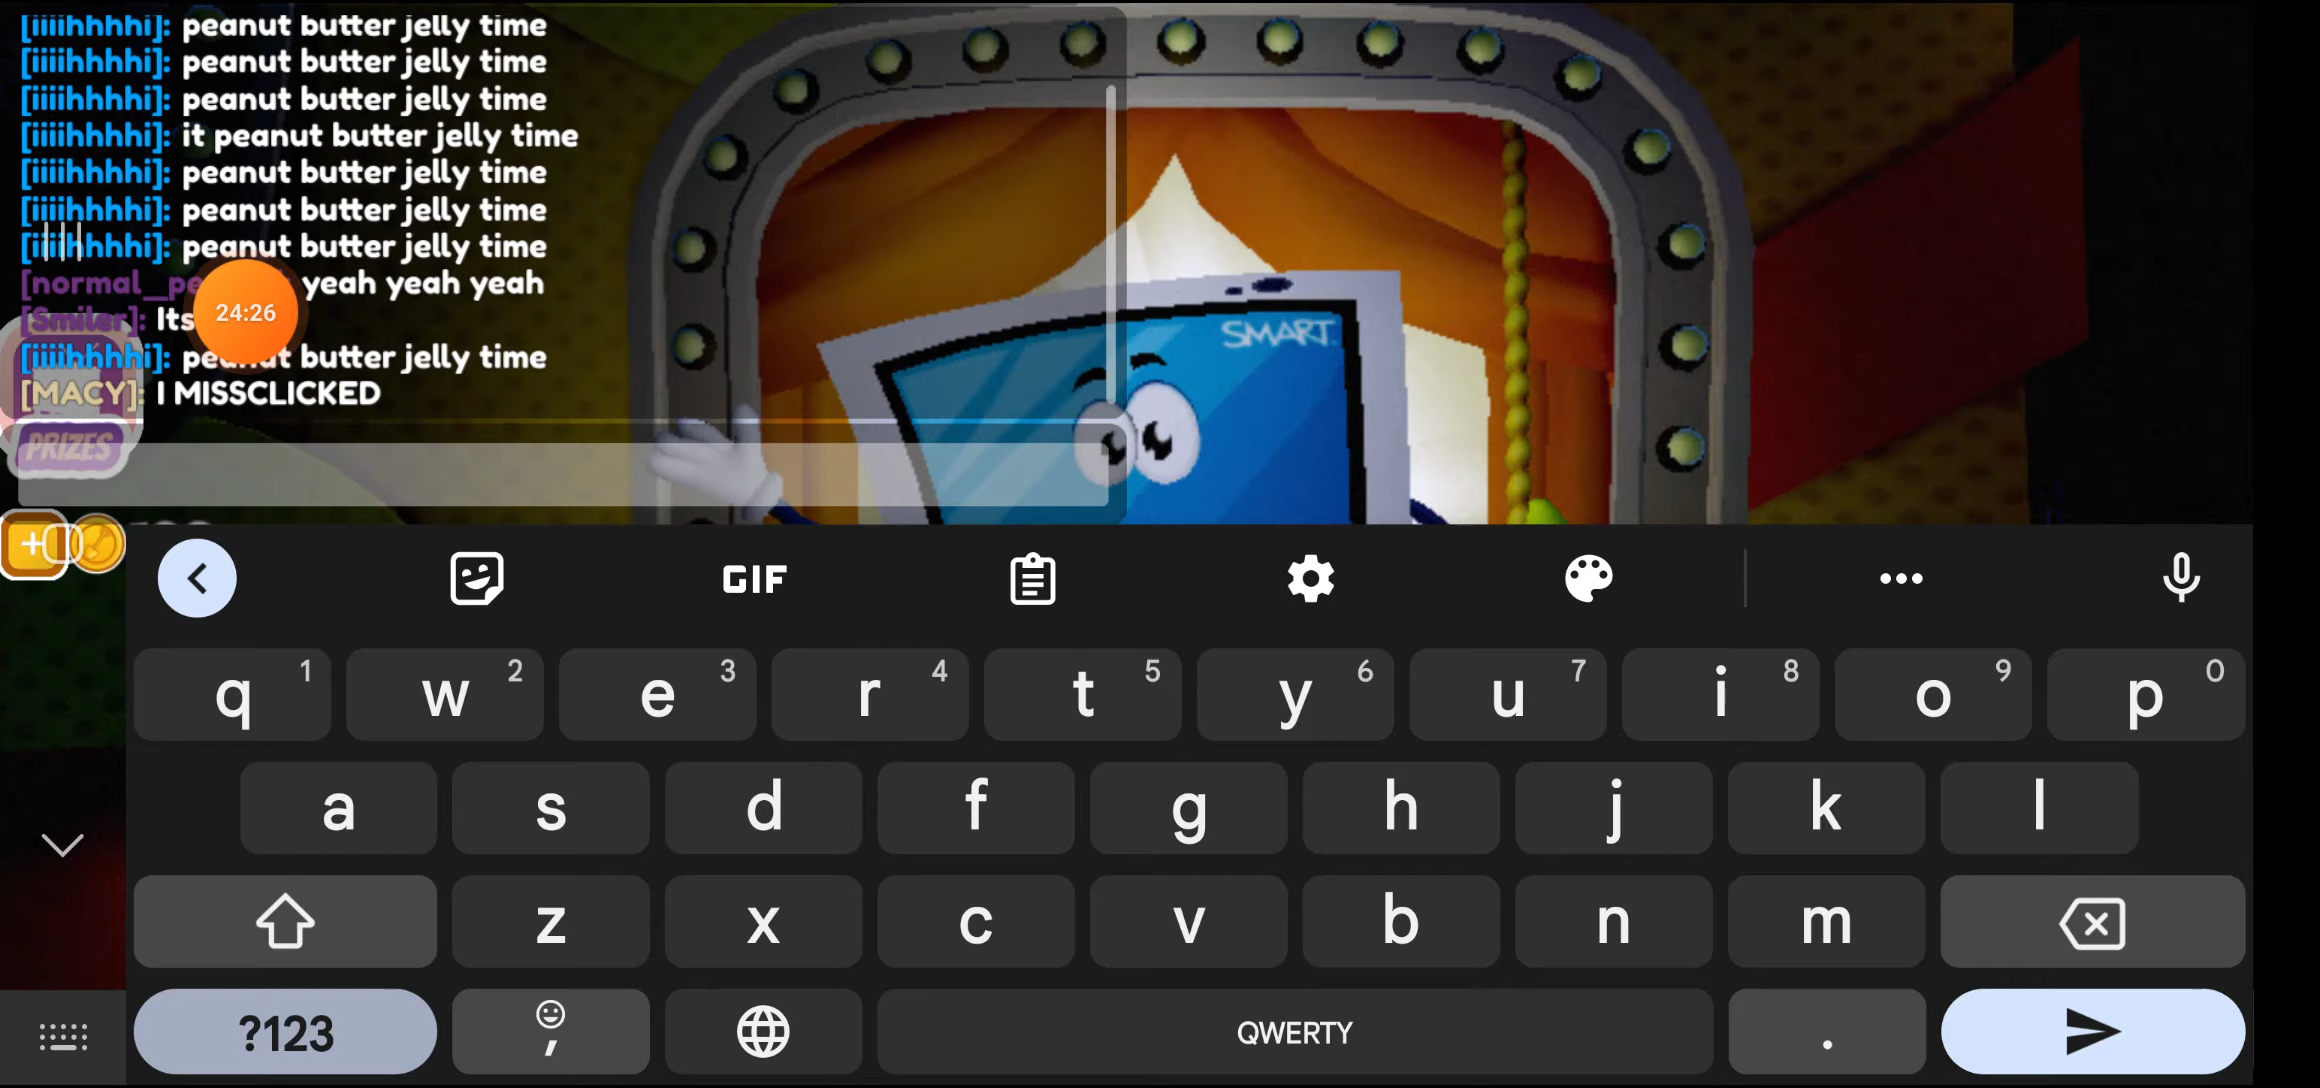 [iiiihhhhi]: peanut butter jelly time
[iiiihhhhi]: peanut butter jelly time
[iiiihhhhi]: peanut butter jelly time
[iiiihhhhi]: it peanut butter jelly time
[iiiihhhhi]: peanut butter jelly time
[iiiihhhhi]: peanut butter jelly time
[iiiihhhhi]: peanut butter jelly time
[normal_pe yeah yeah yeah
24:26
[Smiler]: Its
[iiiihhhhi]: peanut butter jelly time
[MACY]: I MISSCLICKED
PRIZES
SMART
GIF
q 1 w 2 e 3 r 4 t 5 y 6 u 7 i 8 o 9 p 0
a s d f g h j k l
z x c v b n m
?123 , QWERTY .